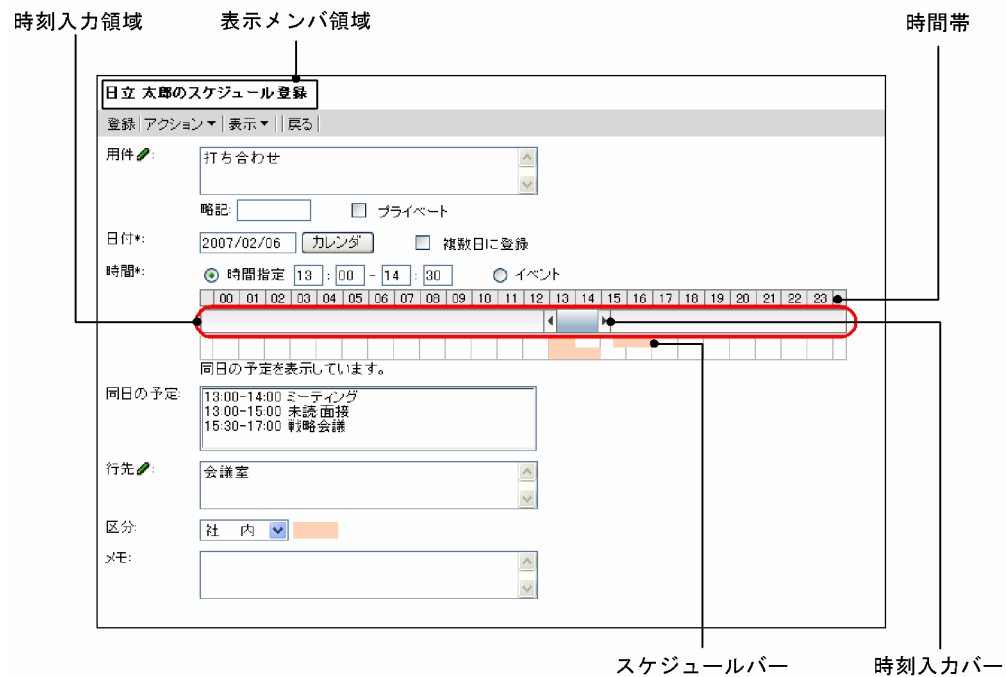 時刻入力領域 表示メンバ領域 時間帯
日立 太郎のスケジュール登録
登録 アクション▼ 表示▼ 戻る
用件: 打ち合わせ
略記: プライベート
日付*: 2007/02/06 カレンダ 複数日に登録
時間*: 時間指定 13 : 00 - 14 : 30 イベント
00 01 02 03 04 05 06 07 08 09 10 11 12 13 14 15 16 17 18 19 20 21 22 23
同日の予定を表示しています。
同日の予定: 13:00-14:00 ミーティング
13:00-15:00 未読:面接
15:30-17:00 戦略会議
行先: 会議室
区分: 社 内
メモ:
スケジュールバー 時刻入力バー